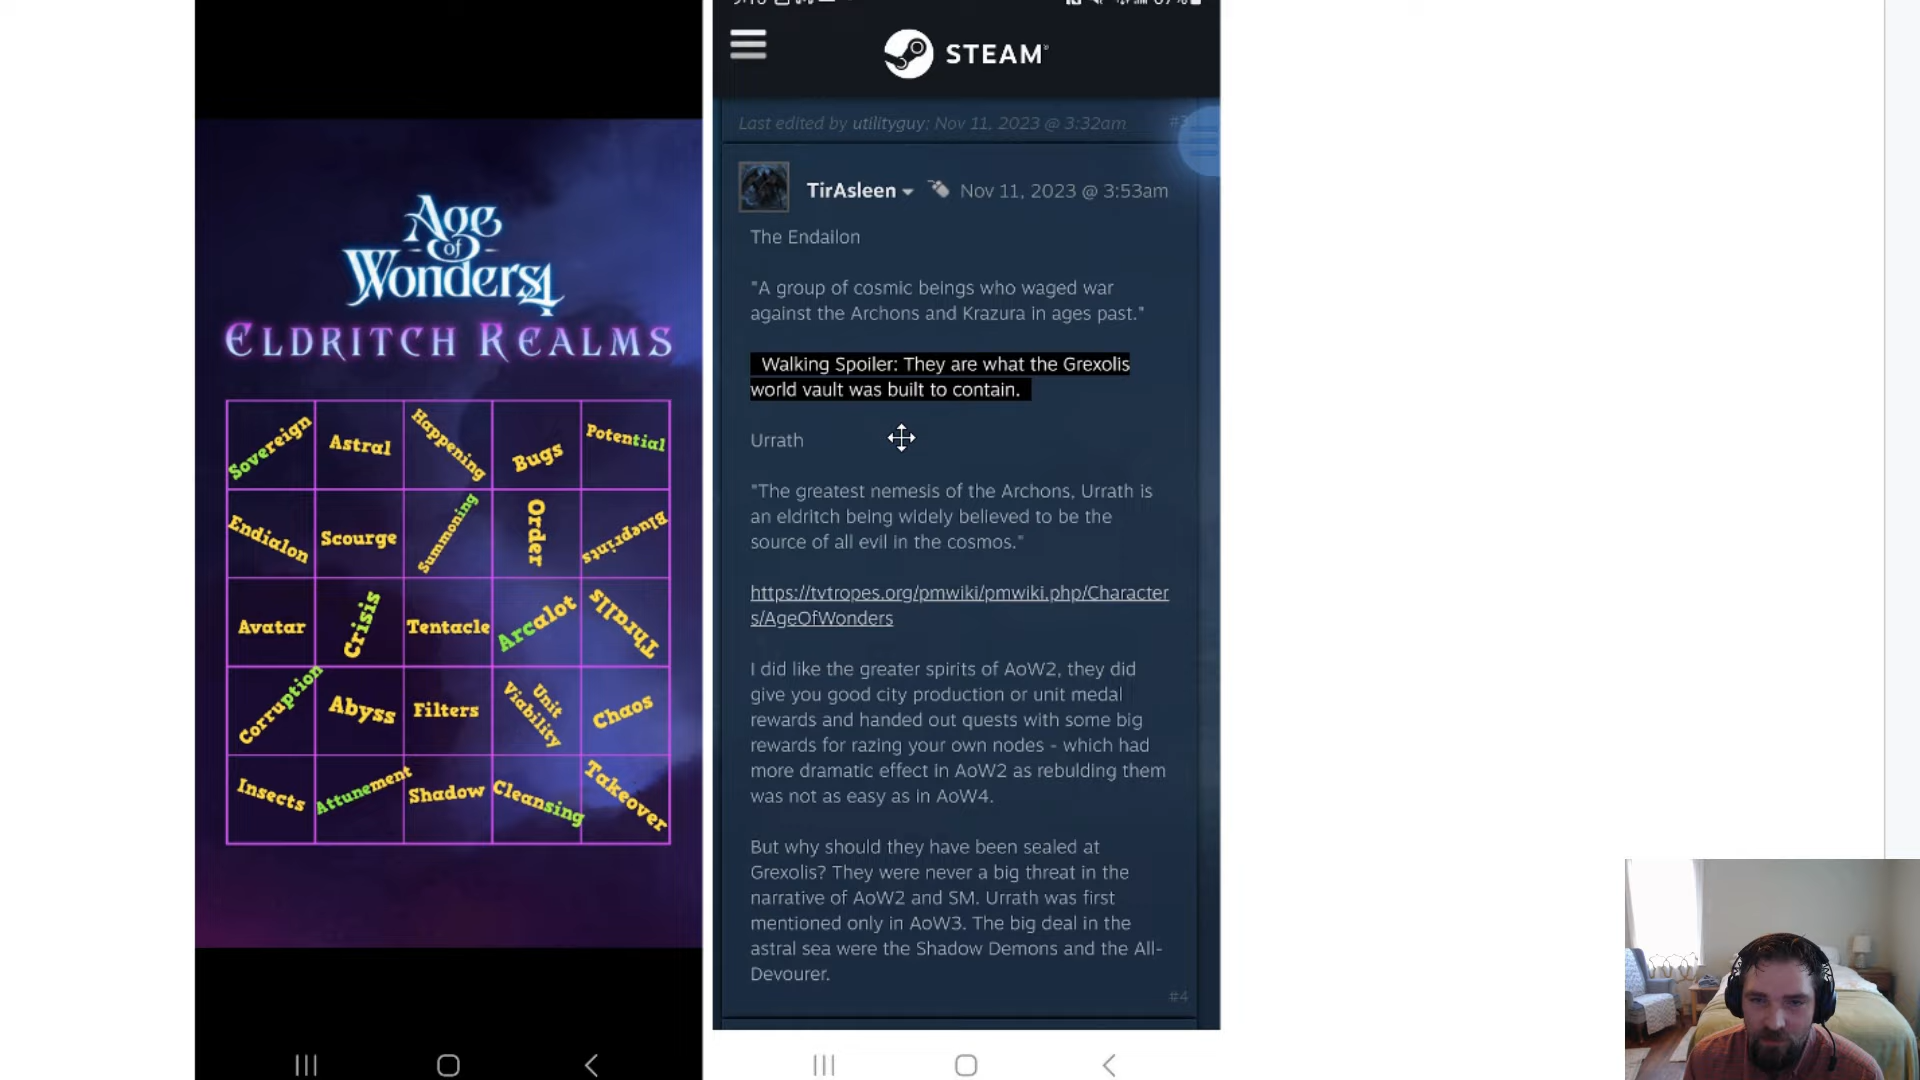 Age
of
Wonders4
ELDRITCH REALMS
Sovereign
Astral
Happening
Bugs
Potential
Endialon
Scourge
Summoning
Order
Blueprints
Avatar
Crisis
Tentacle
Arcalot
Thralls
Corruption
Abyss
Filters
Unit
Viability
Chaos
Insects
Attunement
Shadow
Cleansing
Takeover
STEAM
Last edited by utilityguy; Nov 11, 2023 @ 3:32am
TirAsleen Nov 11, 2023 @ 3:53am
The Endailon
"A group of cosmic beings who waged war
against the Archons and Krazura in ages past."
Walking Spoiler: They are what the Grexolis
world vault was built to contain.
Urrath
"The greatest nemesis of the Archons, Urrath is
an eldritch being widely believed to be the
source of all evil in the cosmos."
https://tvtropes.org/pmwiki/pmwiki.php/Character
s/AgeOfWonders
I did like the greater spirits of AoW2, they did
give you good city production or unit medal
rewards and handed out quests with some big
rewards for razing your own nodes - which had
more dramatic effect in AoW2 as rebulding them
was not as easy as in AoW4.
But why should they have been sealed at
Grexolis? They were never a big threat in the
narrative of AoW2 and SM. Urrath was first
mentioned only in AoW3. The big deal in the
astral sea were the Shadow Demons and the All-
Devourer.
#4